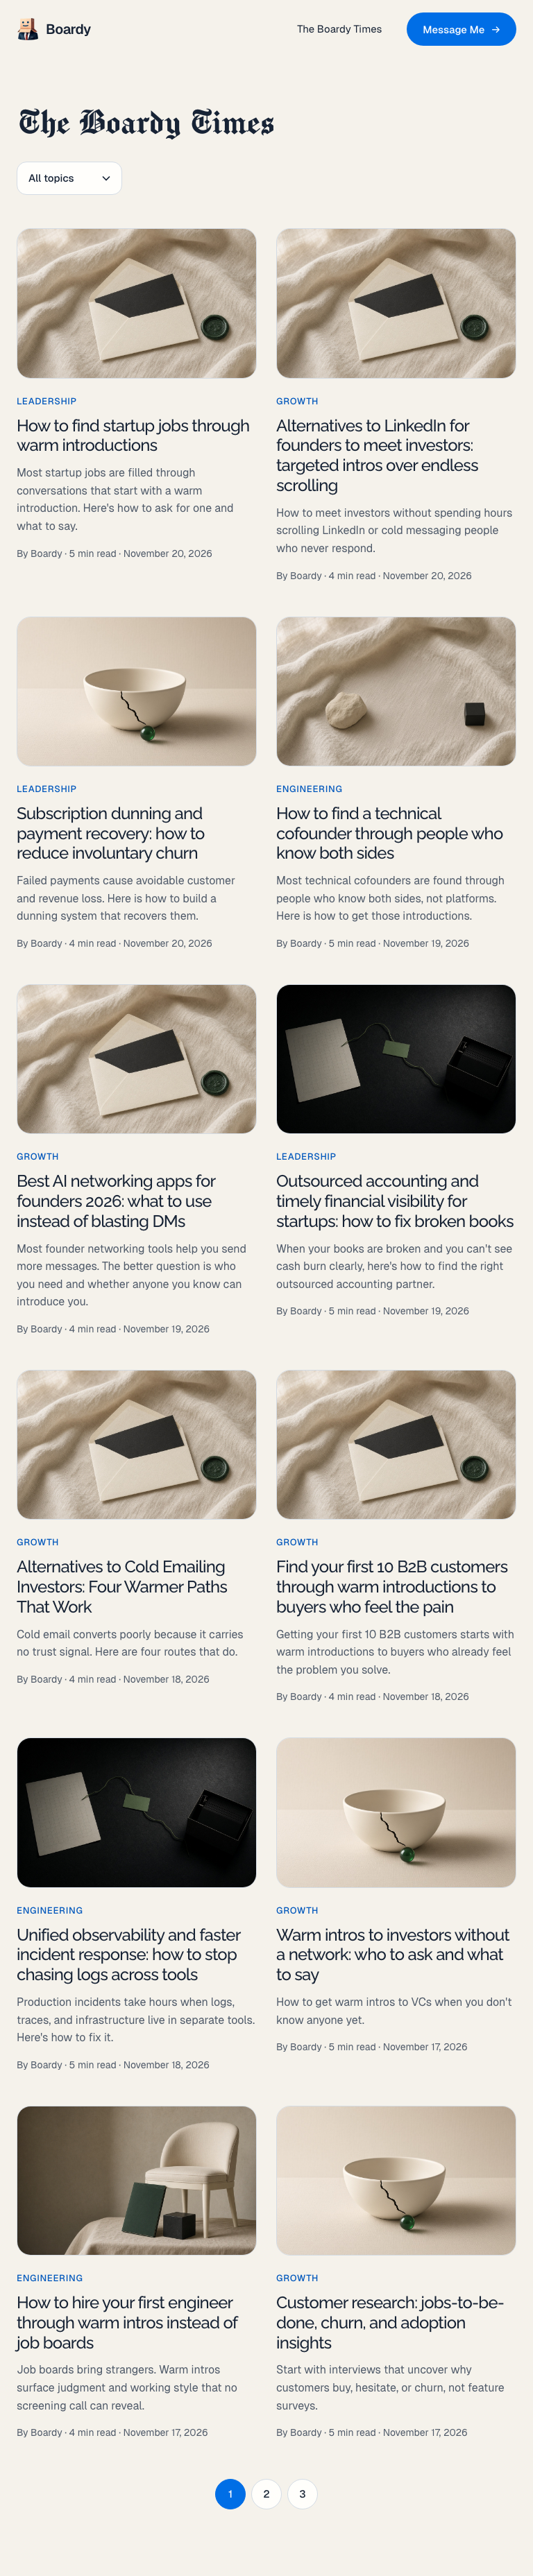 Boardy
The Boardy Times
Message Me →
The Boardy Times
All topics
LEADERSHIP
How to find startup jobs through
warm introductions
Most startup jobs are filled through
conversations that start with a warm
introduction. Here's how to ask for one and
what to say.
By Boardy · 5 min read · November 20, 2026
GROWTH
Alternatives to LinkedIn for
founders to meet investors:
targeted intros over endless
scrolling
How to meet investors without spending hours
scrolling LinkedIn or cold messaging people
who never respond.
By Boardy · 4 min read · November 20, 2026
LEADERSHIP
Subscription dunning and
payment recovery: how to
reduce involuntary churn
Failed payments cause avoidable customer
and revenue loss. Here is how to build a
dunning system that recovers them.
By Boardy · 4 min read · November 20, 2026
ENGINEERING
How to find a technical
cofounder through people who
know both sides
Most technical cofounders are found through
people who know both sides, not platforms.
Here is how to get those introductions.
By Boardy · 5 min read · November 19, 2026
GROWTH
Best AI networking apps for
founders 2026: what to use
instead of blasting DMs
Most founder networking tools help you send
more messages. The better question is who
you need and whether anyone you know can
introduce you.
By Boardy · 4 min read · November 19, 2026
LEADERSHIP
Outsourced accounting and
timely financial visibility for
startups: how to fix broken books
When your books are broken and you can't see
cash burn clearly, here's how to find the right
outsourced accounting partner.
By Boardy · 5 min read · November 19, 2026
GROWTH
Alternatives to Cold Emailing
Investors: Four Warmer Paths
That Work
Cold email converts poorly because it carries
no trust signal. Here are four routes that do.
By Boardy · 4 min read · November 18, 2026
GROWTH
Find your first 10 B2B customers
through warm introductions to
buyers who feel the pain
Getting your first 10 B2B customers starts with
warm introductions to buyers who already feel
the problem you solve.
By Boardy · 4 min read · November 18, 2026
ENGINEERING
Unified observability and faster
incident response: how to stop
chasing logs across tools
Production incidents take hours when logs,
traces, and infrastructure live in separate tools.
Here's how to fix it.
By Boardy · 5 min read · November 18, 2026
GROWTH
Warm intros to investors without
a network: who to ask and what
to say
How to get warm intros to VCs when you don't
know anyone yet.
By Boardy · 5 min read · November 17, 2026
ENGINEERING
How to hire your first engineer
through warm intros instead of
job boards
Job boards bring strangers. Warm intros
surface judgment and working style that no
screening call can reveal.
By Boardy · 4 min read · November 17, 2026
GROWTH
Customer research: jobs-to-be-
done, churn, and adoption
insights
Start with interviews that uncover why
customers buy, hesitate, or churn, not feature
surveys.
By Boardy · 5 min read · November 17, 2026
1 2 3